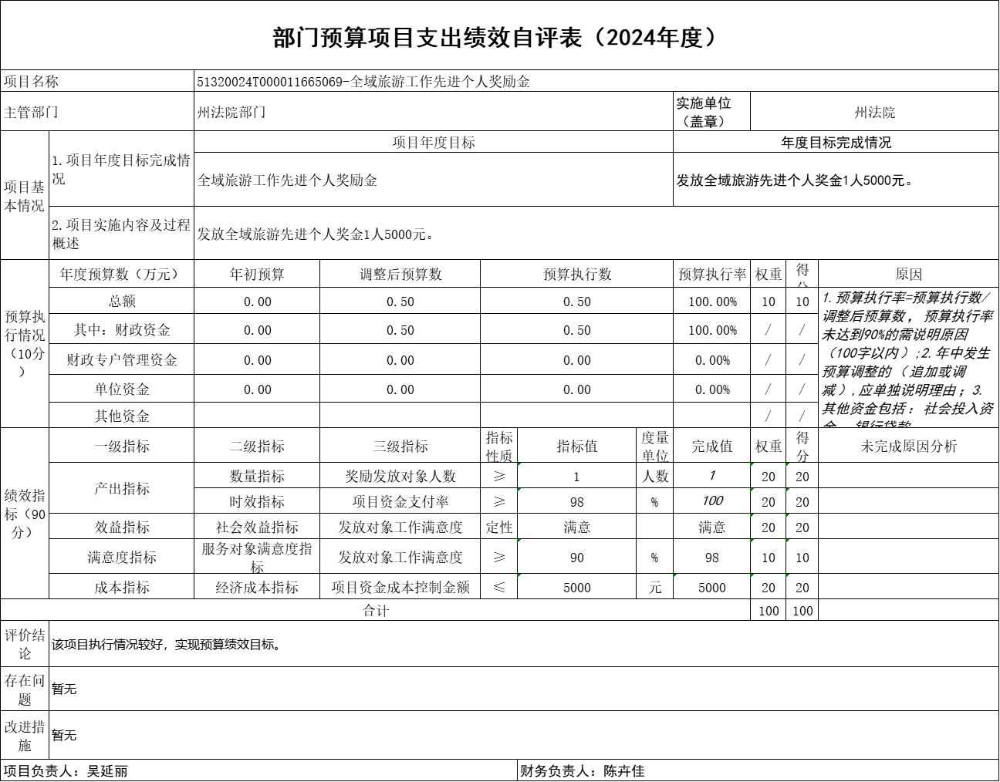 部门预算项目支出绩效自评表（2024年度）
项目名称 51320024T000011665069-全域旅游工作先进个人奖励金
主管部门 州法院部门 实施单位（盖章） 州法院
项目基本情况 1.项目年度目标完成情况 项目年度目标 年度目标完成情况
全域旅游工作先进个人奖励金 发放全域旅游先进个人奖金1人5000元。
2.项目实施内容及过程概述 发放全域旅游先进个人奖金1人5000元。
预算执行情况（10分） 年度预算数（万元） 年初预算 调整后预算数 预算执行数 预算执行率 权重 得 原因
总额 0.00 0.50 0.50 100.00% 10 10
其中：财政资金 0.00 0.50 0.50 100.00% / /
财政专户管理资金 0.00 0.00 0.00 0.00% / /
单位资金 0.00 0.00 0.00 0.00% / /
其他资金 / /
1.预算执行率=预算执行数/
调整后预算数，预算执行率
未达到90%的需说明原因
（100字以内）;2.年中发生
预算调整的（追加或调
减）,应单独说明理由；3.
其他资金包括：社会投入资
金、银行贷款
绩效指标（90分） 一级指标 二级指标 三级指标 指标性质 指标值 度量单位 完成值 权重 得分 未完成原因分析
产出指标 数量指标 奖励发放对象人数 ≥ 1 人数 1 20 20
时效指标 项目资金支付率 ≥ 98 % 100 20 20
效益指标 社会效益指标 发放对象工作满意度 定性 满意 满意 20 20
满意度指标 服务对象满意度指标 发放对象工作满意度 ≥ 90 % 98 10 10
成本指标 经济成本指标 项目资金成本控制金额 ≤ 5000 元 5000 20 20
合计 100 100
评价结论 该项目执行情况较好，实现预算绩效目标。
存在问题 暂无
改进措施 暂无
项目负责人：吴延丽 财务负责人：陈卉佳